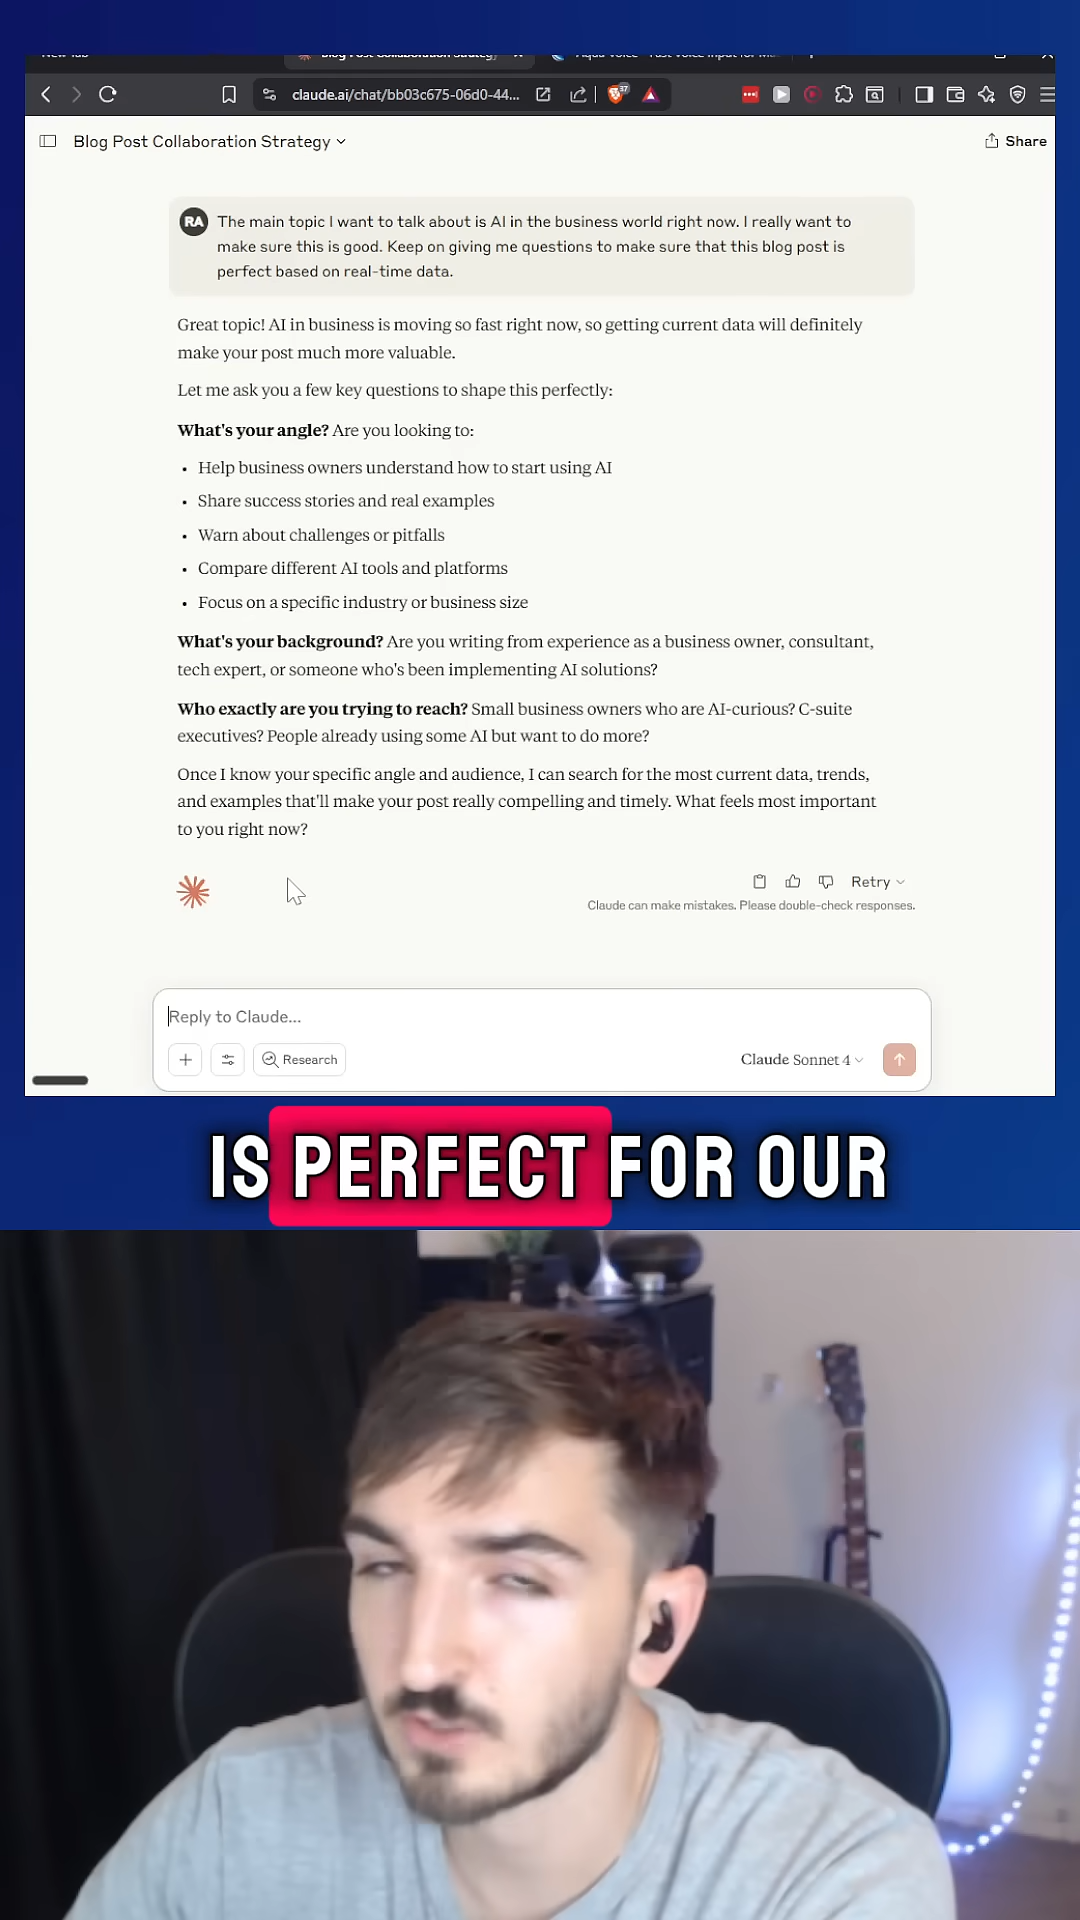 claude.ai/chat/bb03c675-06d0-44...
37
Blog Post Collaboration Strategy
Share
RA
The main topic I want to talk about is AI in the business world right now. I really want to
make sure this is good. Keep on giving me questions to make sure that this blog post is
perfect based on real-time data.
Great topic! AI in business is moving so fast right now, so getting current data will definitely
make your post much more valuable.
Let me ask you a few key questions to shape this perfectly:
What's your angle? Are you looking to:
• Help business owners understand how to start using AI
• Share success stories and real examples
• Warn about challenges or pitfalls
• Compare different AI tools and platforms
• Focus on a specific industry or business size
What's your background? Are you writing from experience as a business owner, consultant,
tech expert, or someone who's been implementing AI solutions?
Who exactly are you trying to reach? Small business owners who are AI-curious? C-suite
executives? People already using some AI but want to do more?
Once I know your specific angle and audience, I can search for the most current data, trends,
and examples that'll make your post really compelling and timely. What feels most important
to you right now?
Retry
Claude can make mistakes. Please double-check responses.
Reply to Claude...
Research
Claude Sonnet 4
IS PERFECT FOR OUR